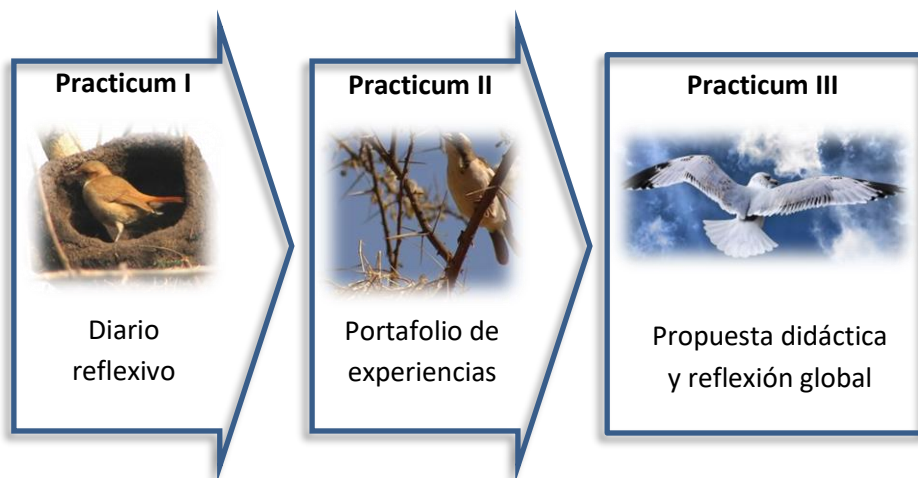 Practicum I
Diario
reflexivo
Practicum II
Portafolio de
experiencias
Practicum III
Propuesta didáctica
y reflexión global